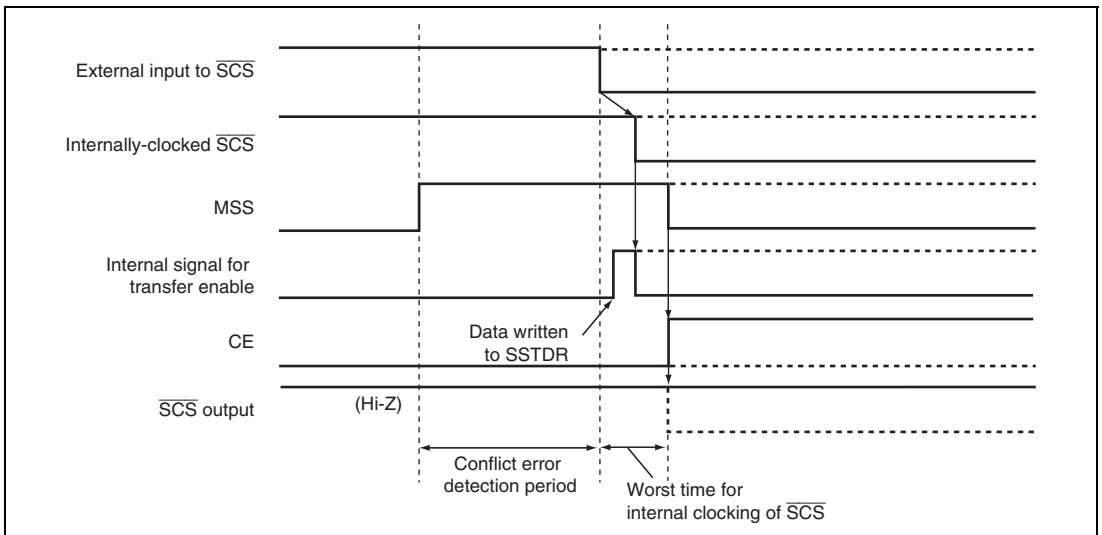 External input to SCS
Internally-clocked SCS
MSS
Internal signal for
transfer enable
Data written
to SSTDR
CE
SCS output
(Hi-Z)
Conflict error
detection period
Worst time for
internal clocking of SCS